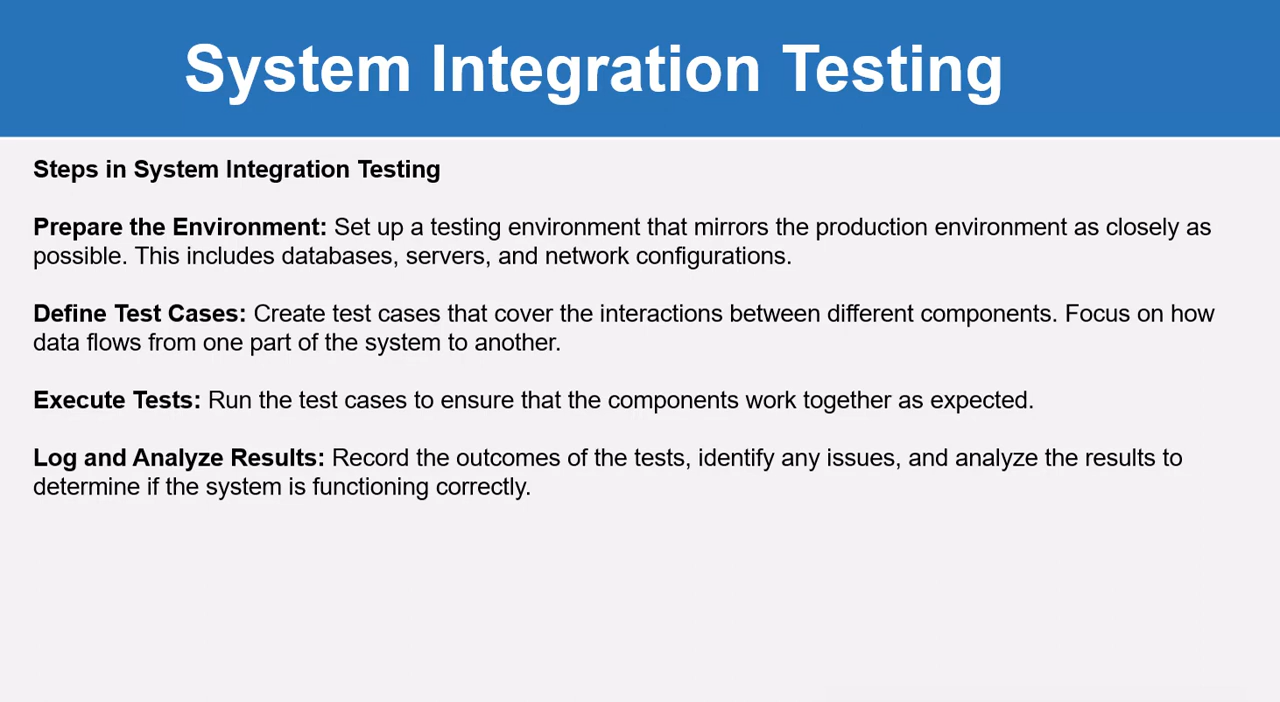 System Integration Testing
Steps in System Integration Testing
Prepare the Environment: Set up a testing environment that mirrors the production environment as closely as
possible. This includes databases, servers, and network configurations.
Define Test Cases: Create test cases that cover the interactions between different components. Focus on how
data flows from one part of the system to another.
Execute Tests: Run the test cases to ensure that the components work together as expected.
Log and Analyze Results: Record the outcomes of the tests, identify any issues, and analyze the results to
determine if the system is functioning correctly.